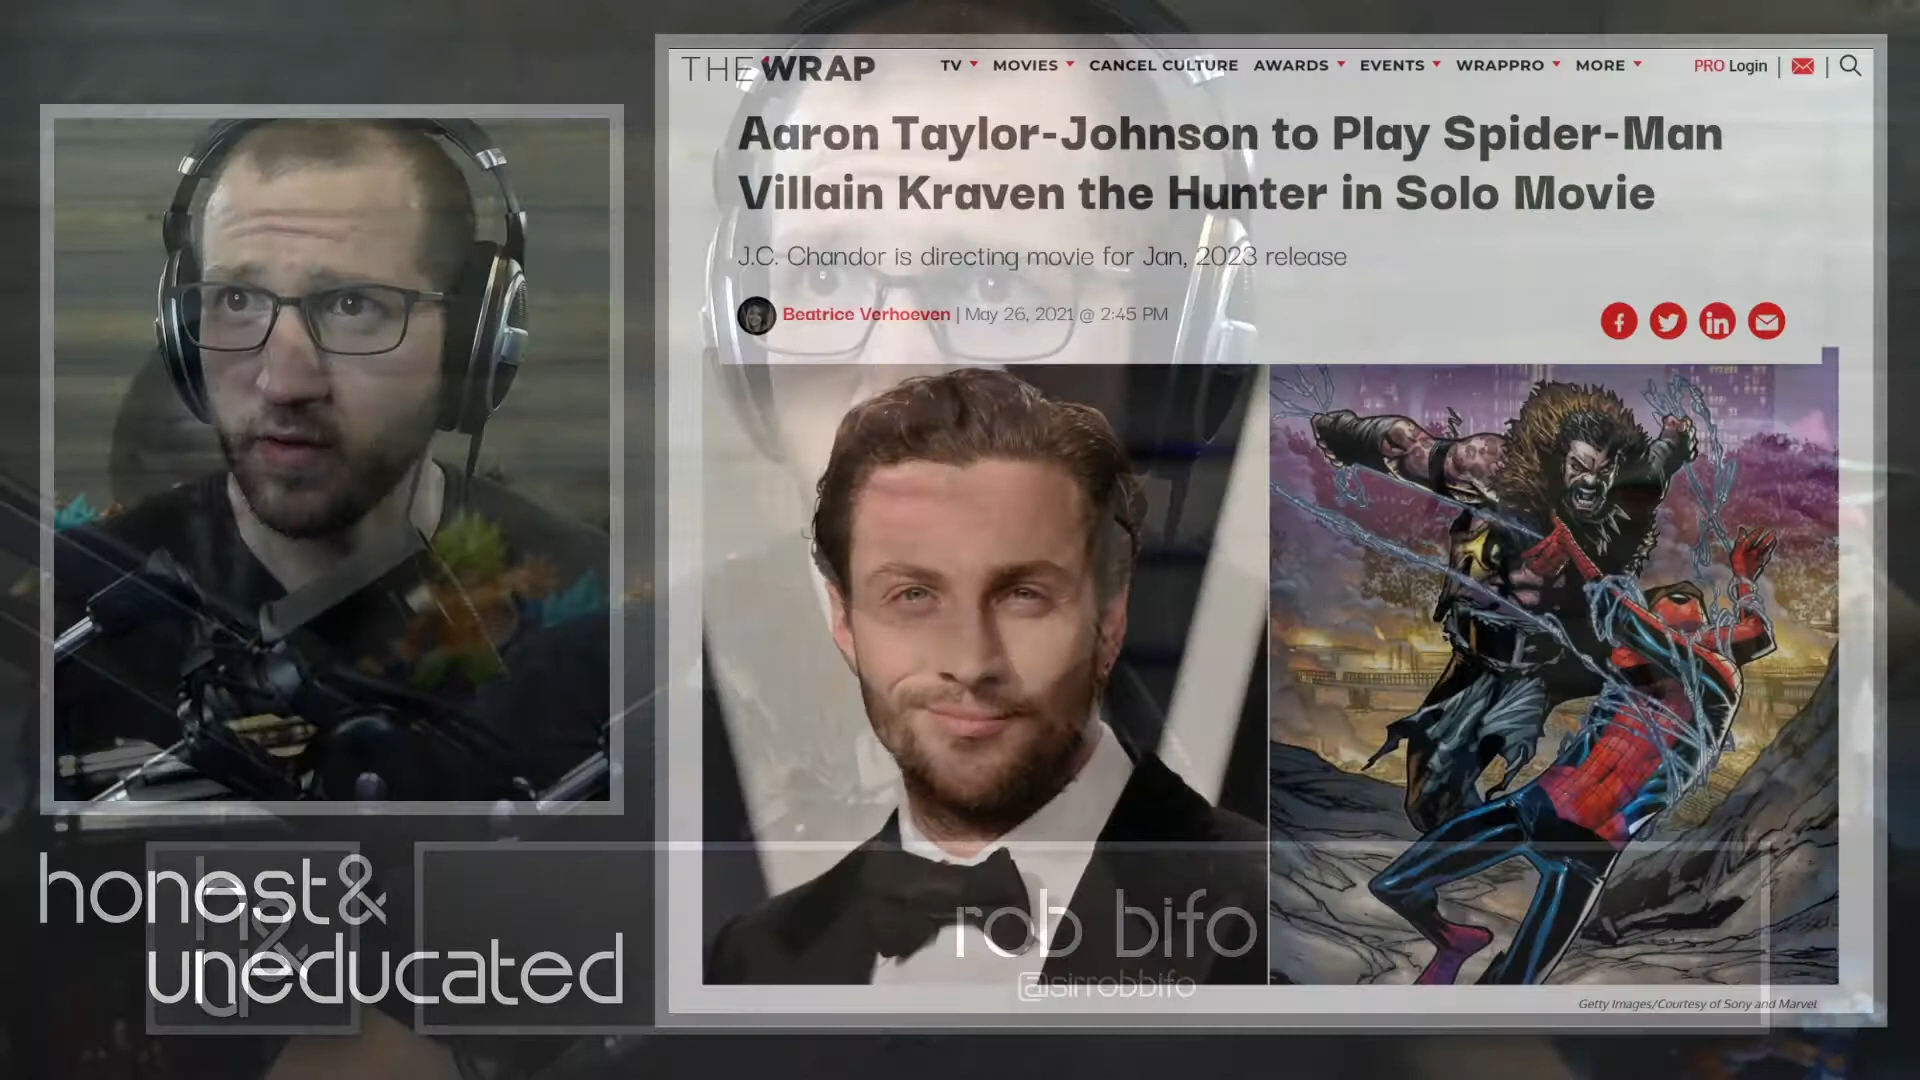 THE WRAP
TV MOVIES CANCEL CULTURE AWARDS EVENTS WRAPPRO MORE PRO Login
Aaron Taylor-Johnson to Play Spider-Man
Villain Kraven the Hunter in Solo Movie
J.C. Chandor is directing movie for Jan, 2023 release
Beatrice Verhoeven | May 26, 2021 @ 2:45 PM
honest&
uneducated
h
&
u
rob bifo
@sirrobbifo
Getty Images/Courtesy of Sony and Marvel